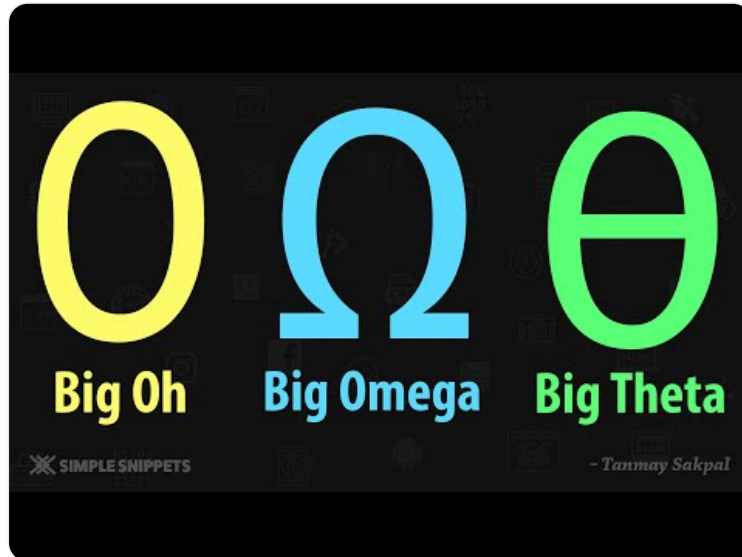 O Ω θ
Big Oh Big Omega Big Theta
SIMPLE SNIPPETS - Tanmay Sakpal